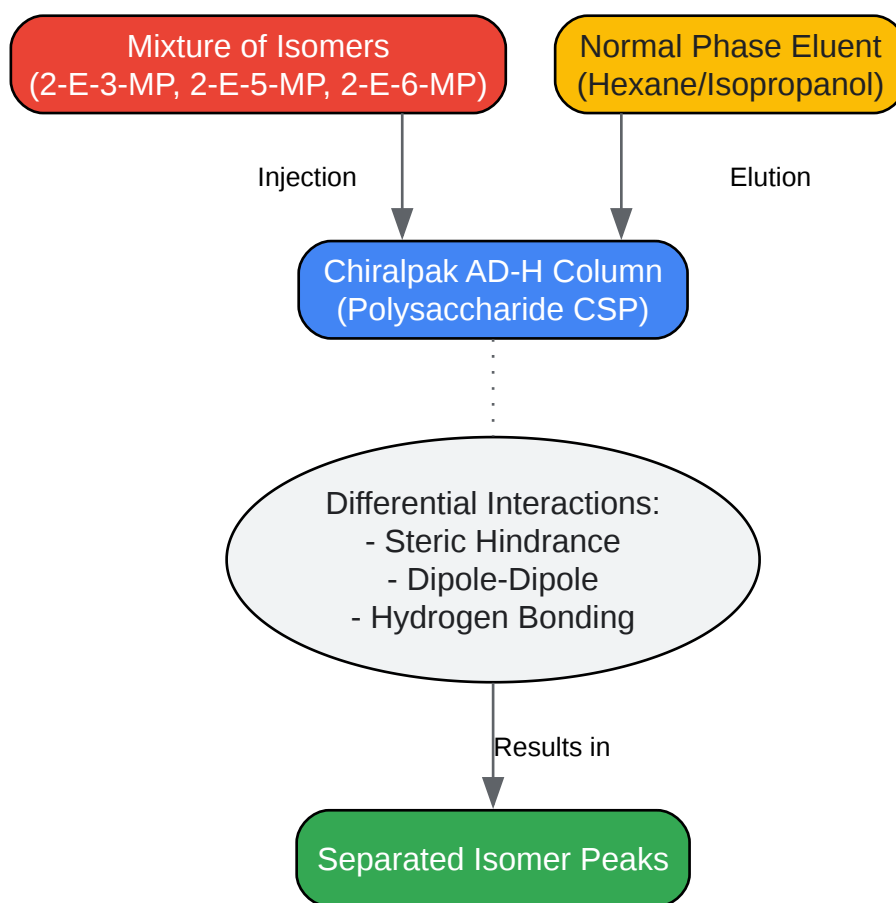 Mixture of Isomers
(2-E-3-MP, 2-E-5-MP, 2-E-6-MP)
Normal Phase Eluent
(Hexane/Isopropanol)
Injection
Elution
Chiralpak AD-H Column
(Polysaccharide CSP)
Differential Interactions:
- Steric Hindrance
- Dipole-Dipole
- Hydrogen Bonding
Results in
Separated Isomer Peaks